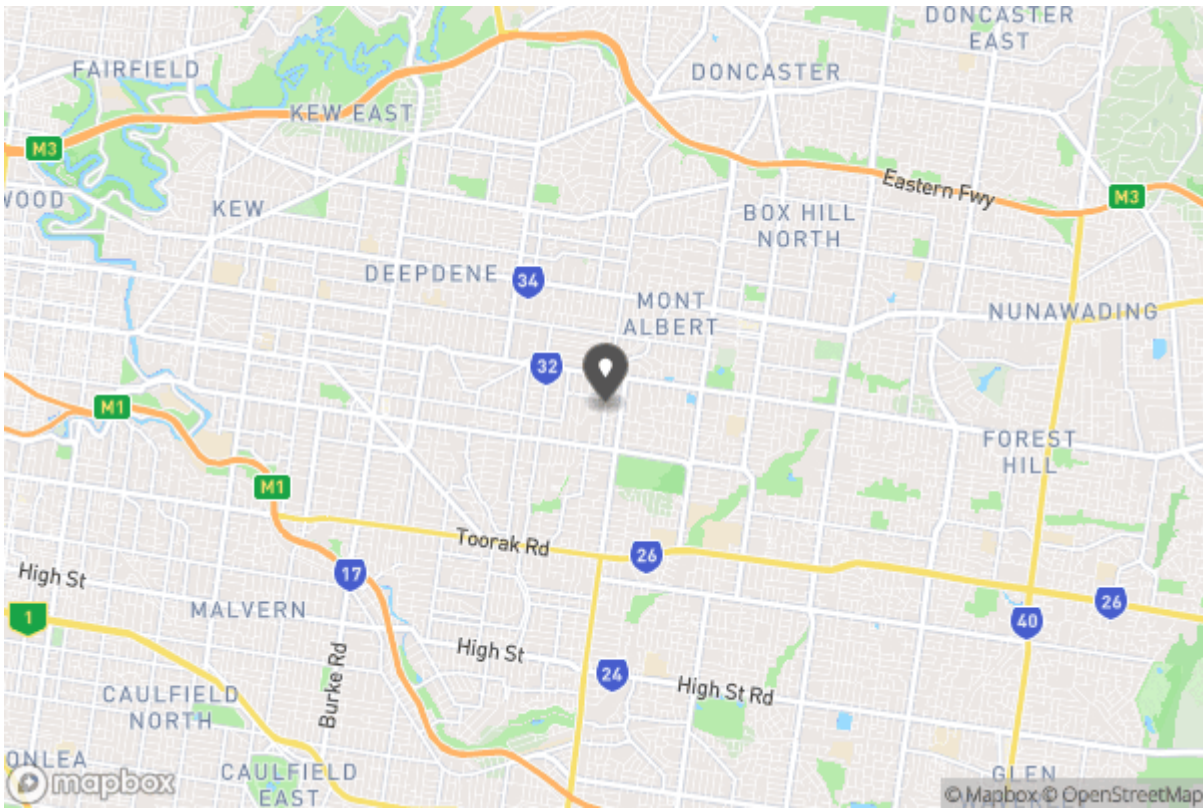 DONCASTER
EAST
FAIRFIELD
DONCASTER
KEW EAST
M3
Eastern Fwy
M3
WOOD
KEW
BOX HILL
NORTH
DEEPDENE
34
MONT
ALBERT
NUNAWADING
32
M1
FOREST
HILL
M1
Toorak Rd
26
17
High St
26
1
MALVERN
40
High St
24
Burke Rd
High St Rd
CAULFIELD
NORTH
ONLEA
CAULFIELD
EAST
GLEN
mapbox
© Mapbox © OpenStreetMap